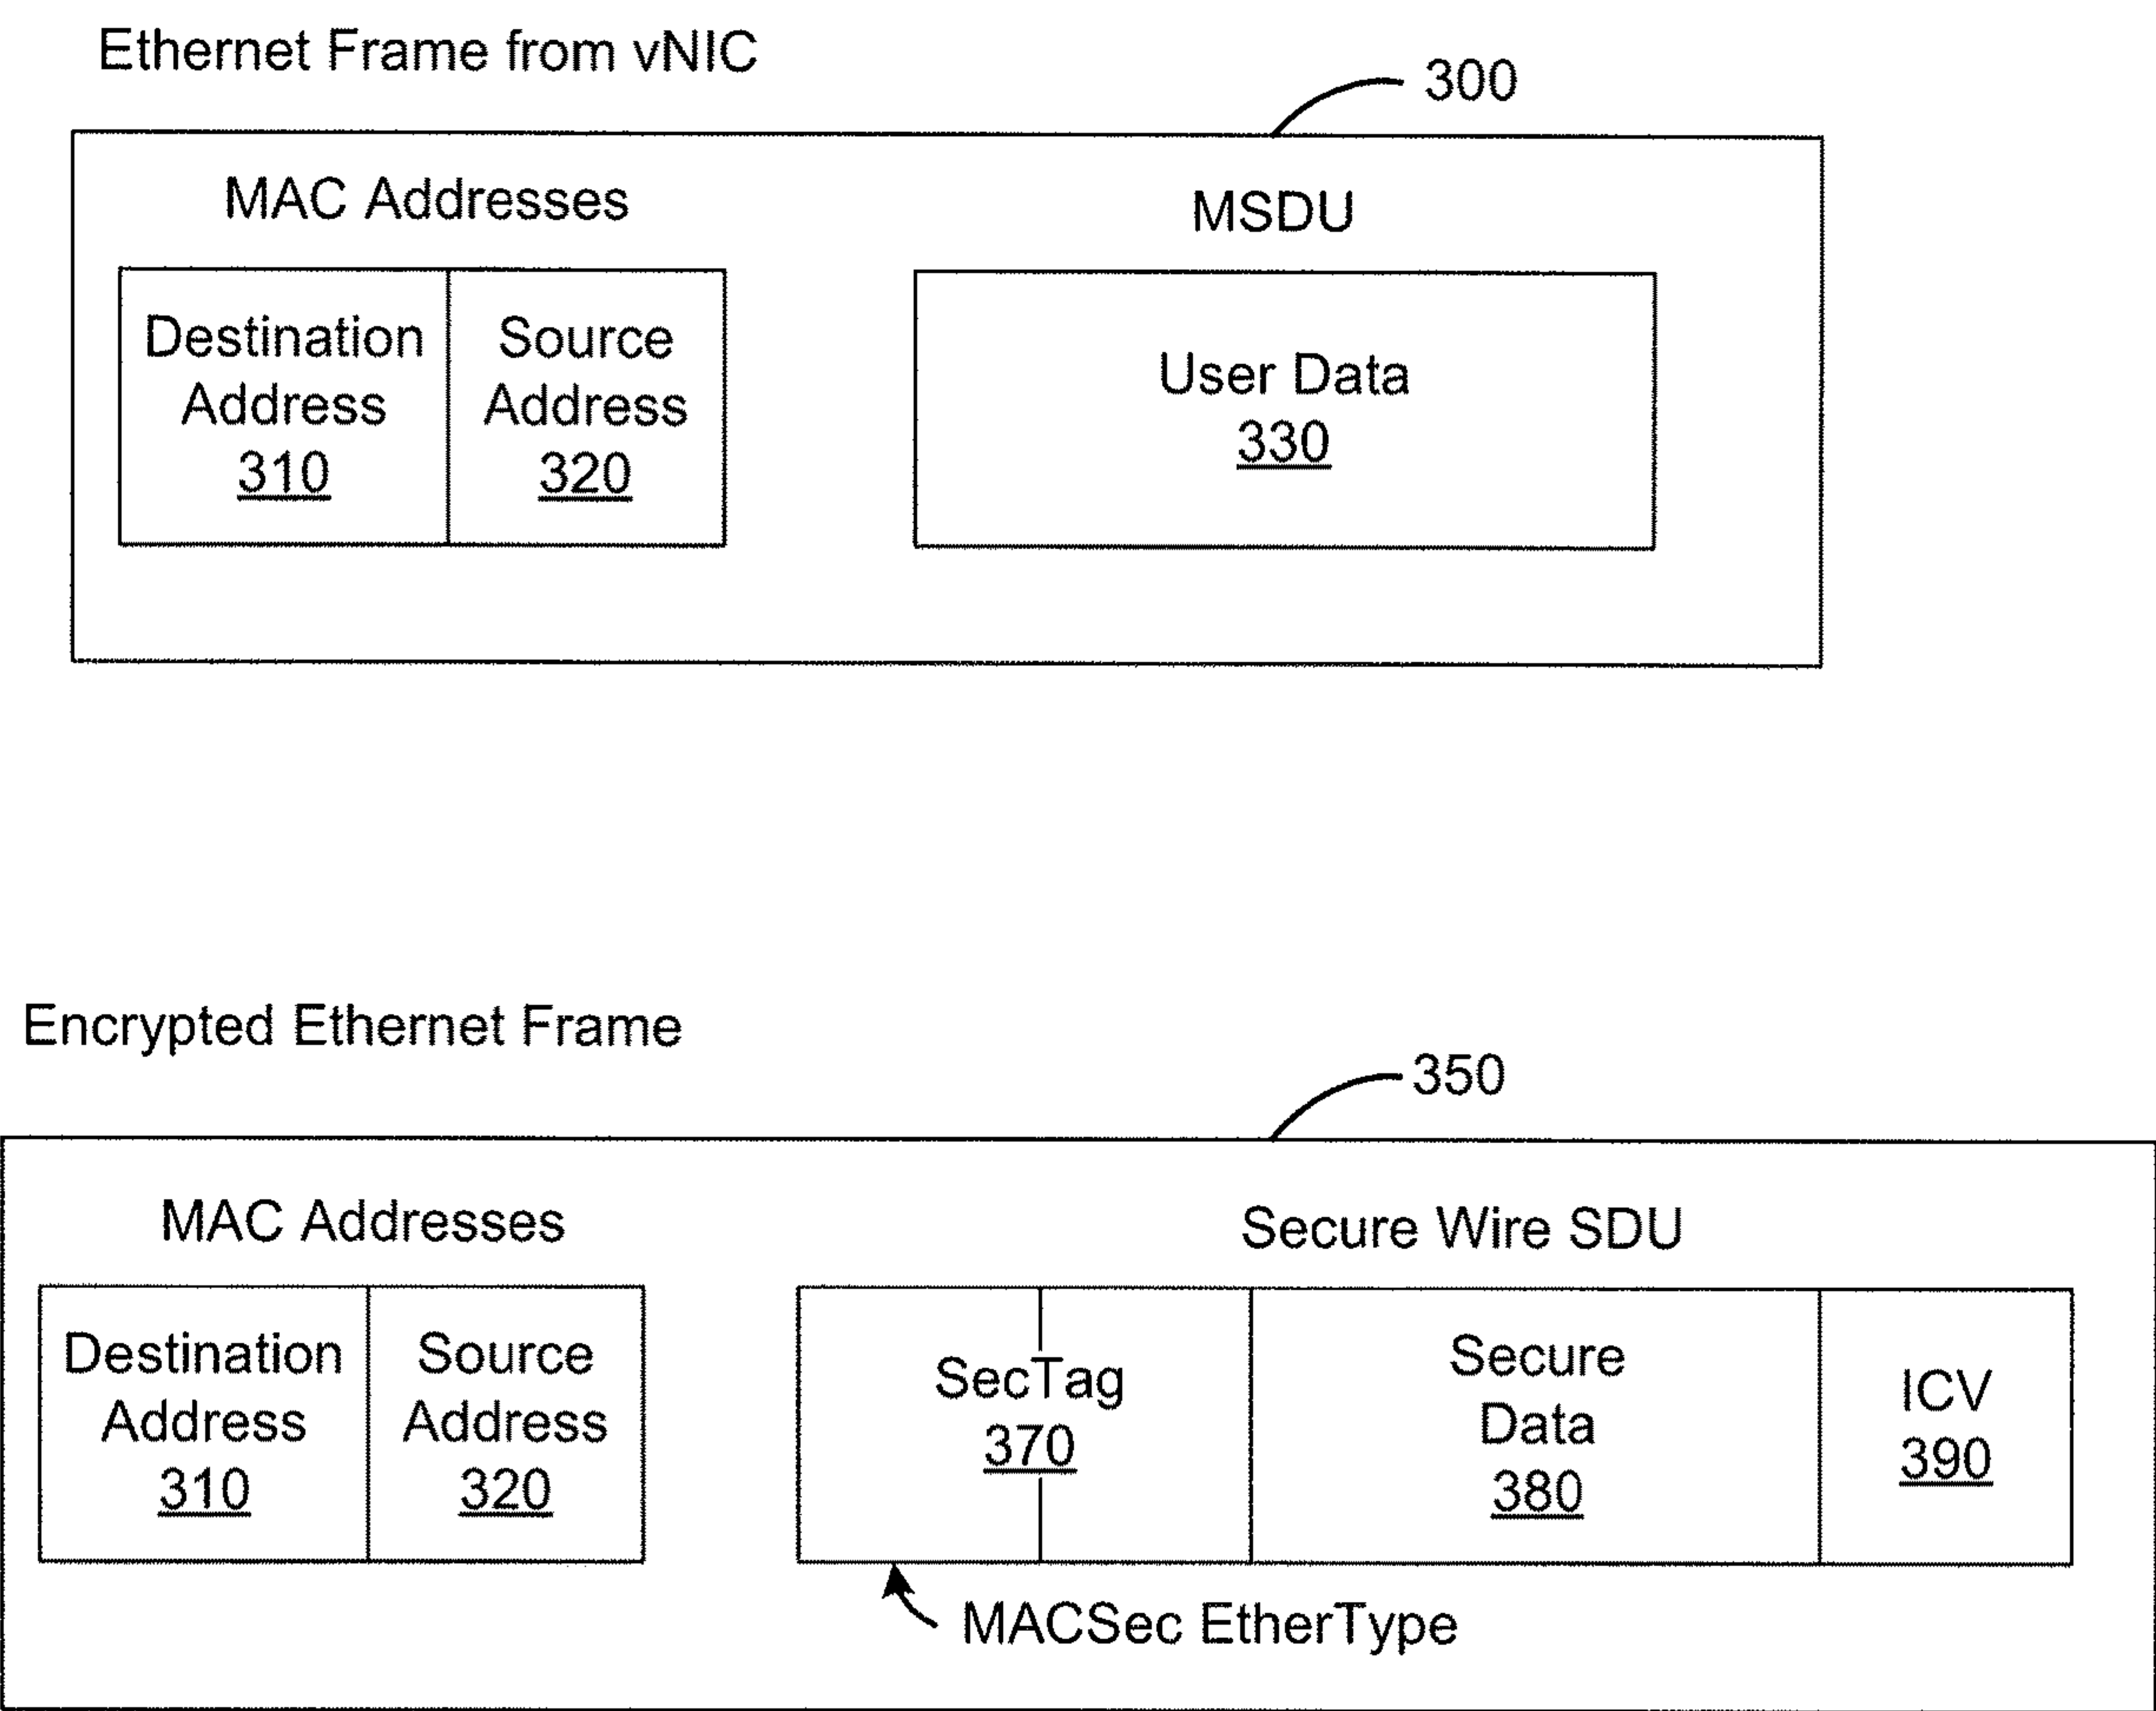 Ethernet Frame from vNIC
300
MAC Addresses
MSDU
Destination
Address
310
Source
Address
320
User Data
330
Encrypted Ethernet Frame
350
MAC Addresses
Secure Wire SDU
Destination
Address
310
Source
Address
320
SecTag
370
Secure
Data
380
ICV
390
MACSec EtherType